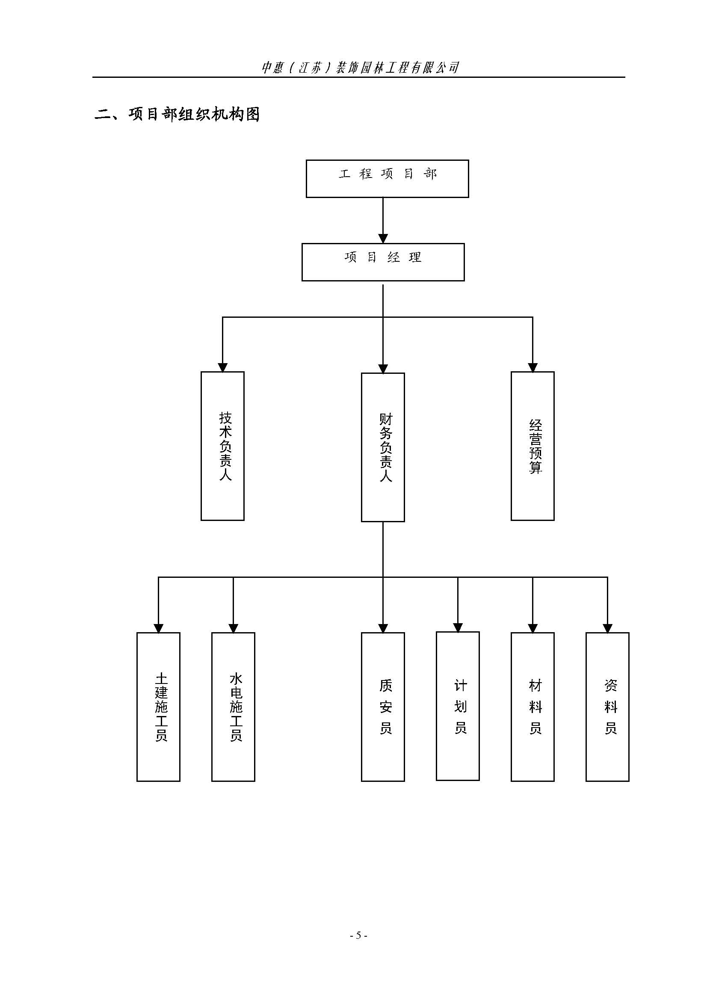 中惠（江苏）装饰园林工程有限公司
二、项目部组织机构图
工程项目部
项目经理
技术负责人
财务负责人
经营预算
土建施工员
水电施工员
质安员
计划员
材料员
资料员
- 5 -